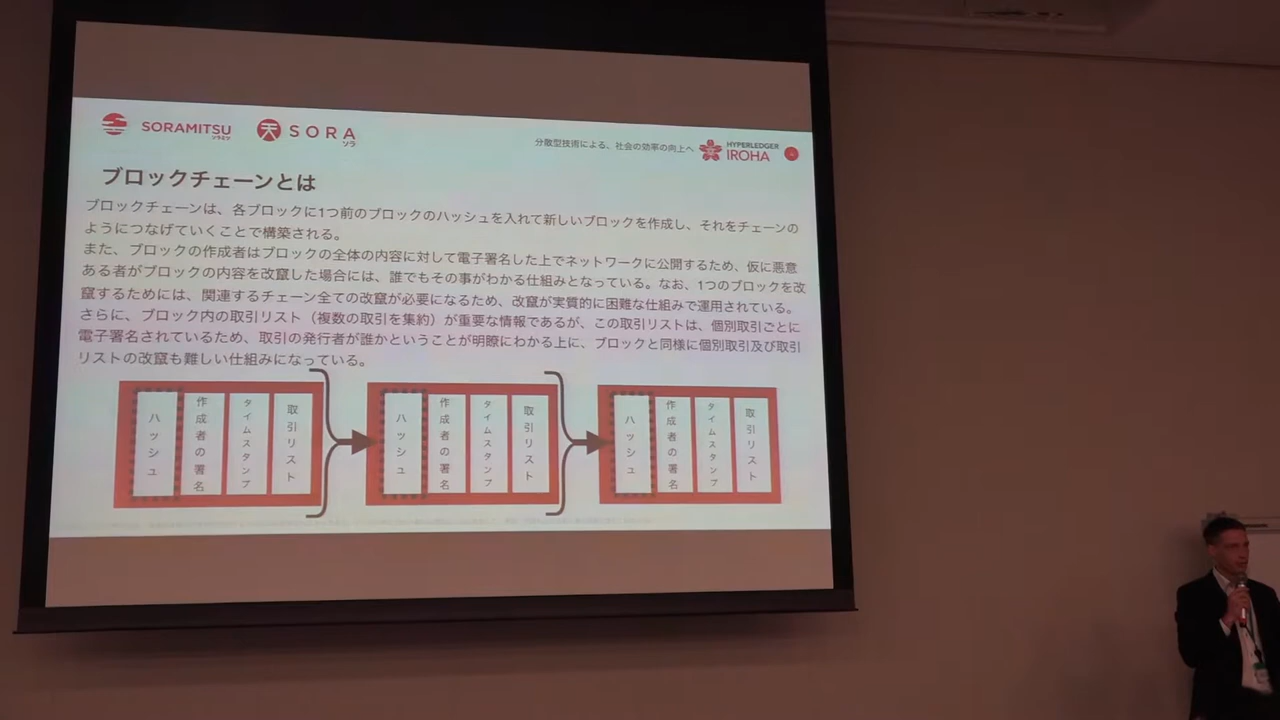 SORAMITSU
ソラミツ
天 SORA
ソラ
分散型技術による、社会の効率の向上へ
HYPERLEDGER
IROHA
ブロックチェーンとは
ブロックチェーンは、各ブロックに1つ前のブロックのハッシュを入れて新しいブロックを作成し、それをチェーンの
ようにつなげていくことで構築される。
また、ブロックの作成者はブロックの全体の内容に対して電子署名した上でネットワークに公開するため、仮に悪意
ある者がブロックの内容を改竄した場合には、誰でもその事がわかる仕組みとなっている。なお、1つのブロックを改
竄するためには、関連するチェーン全ての改竄が必要になるため、改竄が実質的に困難な仕組みで運用されている。
さらに、ブロック内の取引リスト（複数の取引を集約）が重要な情報であるが、この取引リストは、個別取引ごとに
電子署名されているため、取引の発行者が誰かということが明瞭にわかる上に、ブロックと同様に個別取引及び取引
リストの改竄も難しい仕組みになっている。
ハッシュ
作成者の署名
タイムスタンプ
取引リスト
ハッシュ
作成者の署名
タイムスタンプ
取引リスト
ハッシュ
作成者の署名
タイムスタンプ
取引リスト